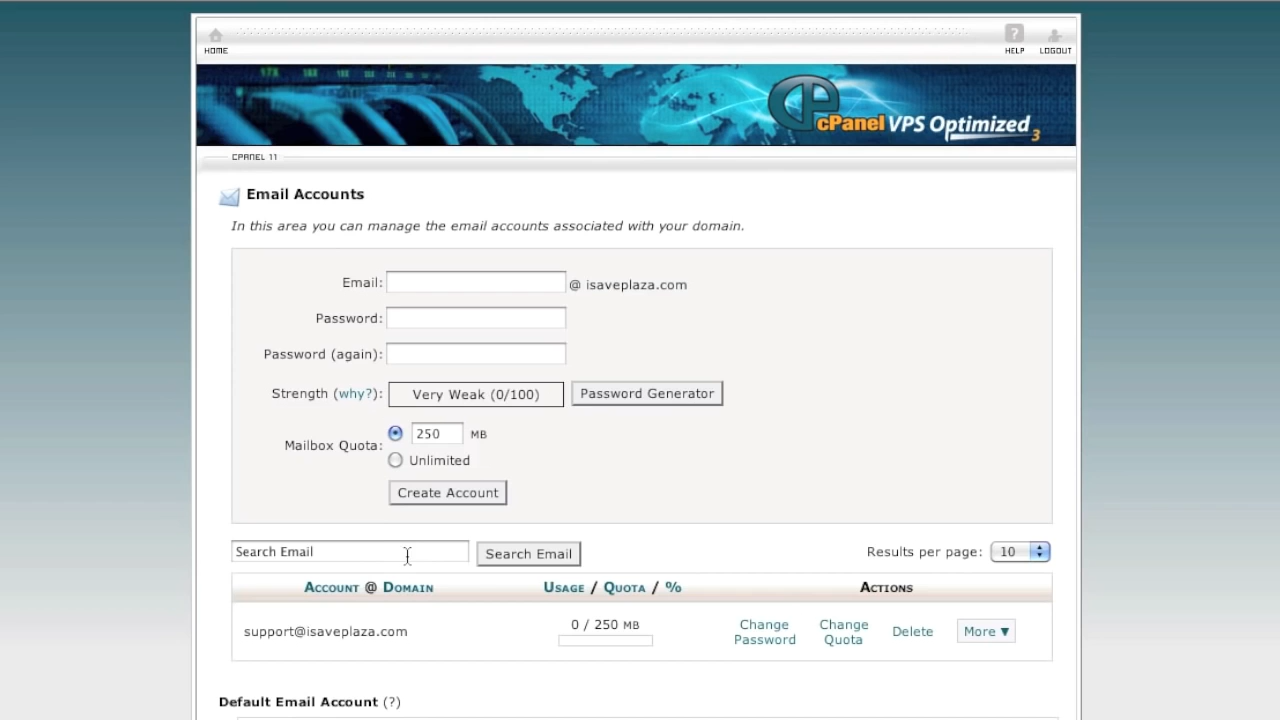 HOME
HELP LOGOUT
cPanel VPS Optimized 3
CPANEL 11
Email Accounts
In this area you can manage the email accounts associated with your domain.
Email: @ isaveplaza.com
Password:
Password (again):
Strength (why?): Very Weak (0/100) Password Generator
Mailbox Quota: 250 MB
Unlimited
Create Account
Search Email Search Email Results per page: 10
ACCOUNT @ DOMAIN USAGE / QUOTA / % ACTIONS
support@isaveplaza.com 0 / 250 MB Change Password Change Quota Delete More ▼
Default Email Account (?)